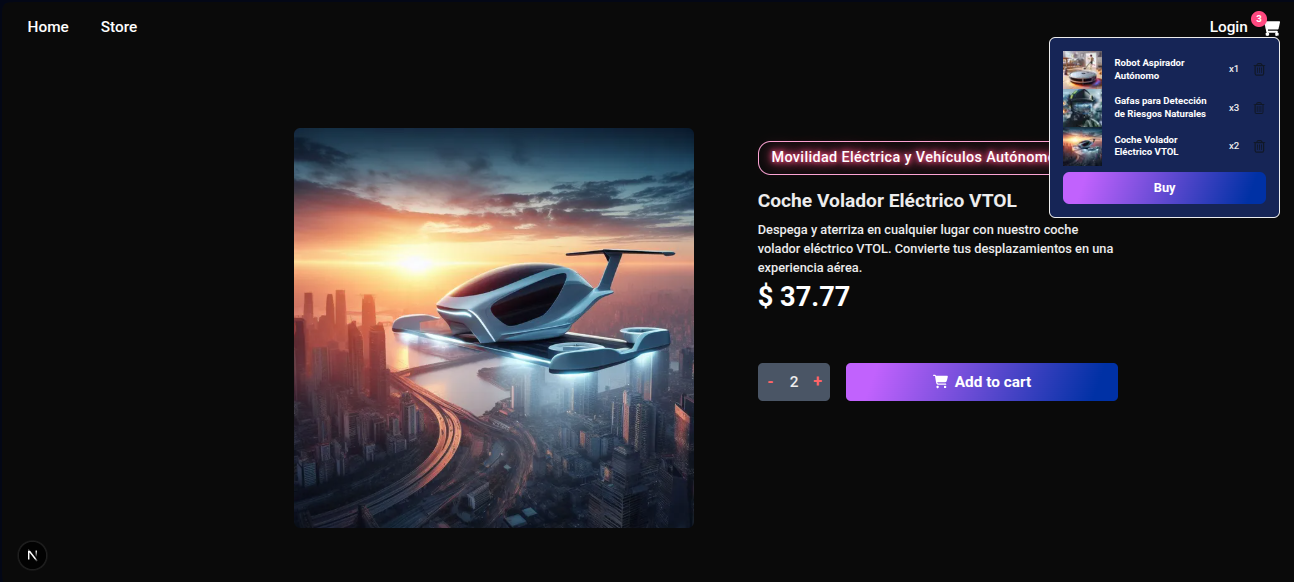 Home
Store
Login
3
Robot Aspirador
Autónomo
x1
Gafas para Detección
de Riesgos Naturales
x3
Coche Volador
Eléctrico VTOL
x2
Buy
Movilidad Eléctrica y Vehículos Autónomo
Coche Volador Eléctrico VTOL
Despega y aterriza en cualquier lugar con nuestro coche
volador eléctrico VTOL. Convierte tus desplazamientos en una
experiencia aérea.
$ 37.77
- 2 +
Add to cart
N